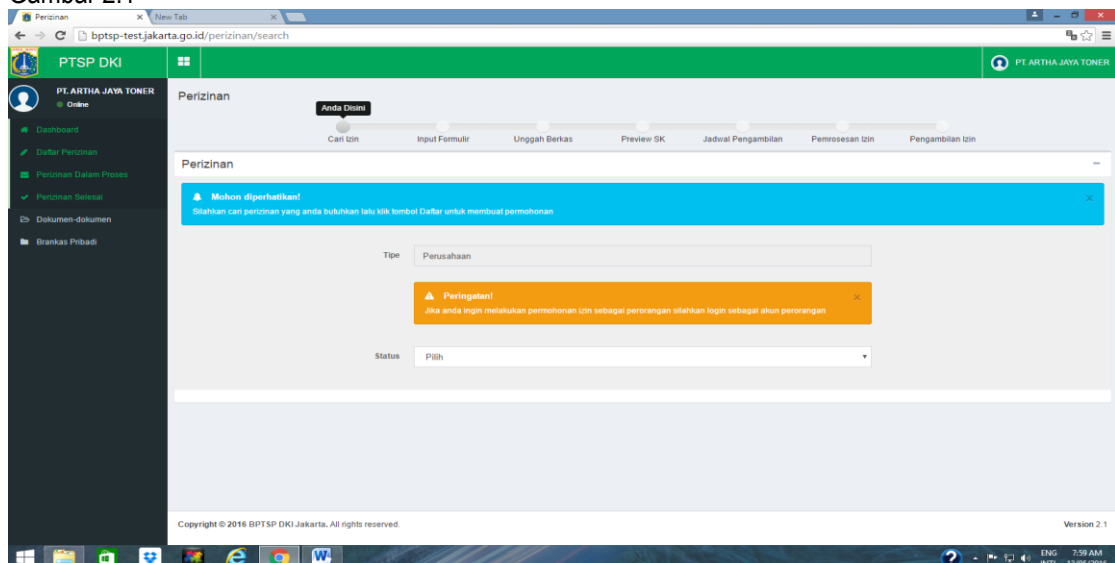 Perizinan
New Tab
bptsp-test.jakarta.go.id/perizinan/search
PTSP DKI
PT. ARTHA JAYA TONER
PT. ARTHA JAYA TONER
Online
Dashboard
Daftar Perizinan
Perizinan Dalam Proses
Perizinan Selesai
Dokumen-dokumen
Brankas Pribadi
Perizinan
Anda Disini
Cari Izin
Input Formulir
Unggah Berkas
Preview SK
Jadwal Pengambilan
Pemrosesan Izin
Pengambilan Izin
Perizinan
Mohon diperhatikan!
Silahkan cari perizinan yang anda butuhkan lalu klik tombol Daftar untuk membuat permohonan
Tipe
Perusahaan
Peringatan!
Jika anda ingin melakukan permohonan izin sebagai perorangan silahkan login sebagai akun perorangan
Status
Pilih
Copyright © 2016 BPTSP DKI Jakarta. All rights reserved.
Version 2.1
ENG
7:59 AM